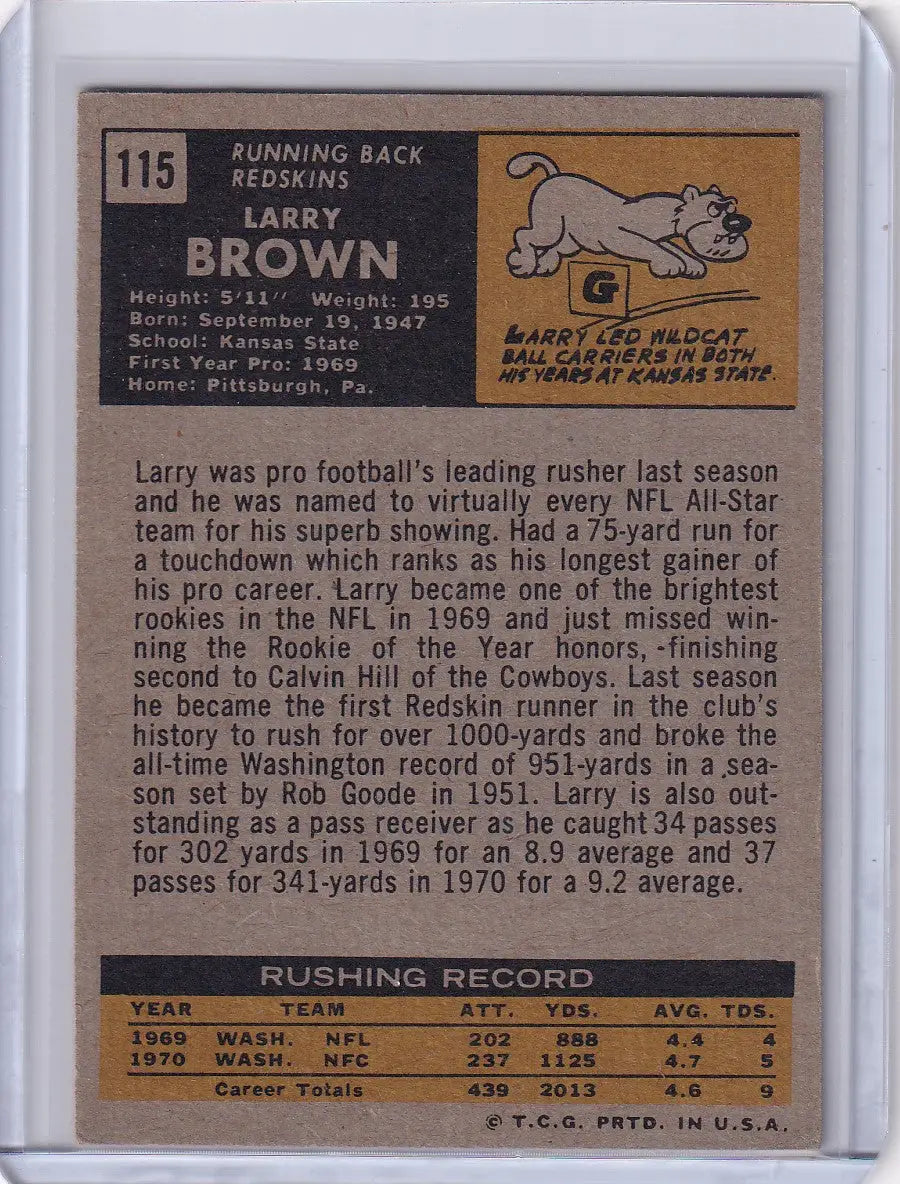 115
RUNNING BACK
REDSKINS
LARRY
BROWN
Height: 5'11" Weight: 195
Born: September 19, 1947
School: Kansas State
First Year Pro: 1969
Home: Pittsburgh, Pa.
G
LARRY LED WILDCAT
BALL CARRIERS IN BOTH
HIS YEARS AT KANSAS STATE.
Larry was pro football's leading rusher last season
and he was named to virtually every NFL All-Star
team for his superb showing. Had a 75-yard run for
a touchdown which ranks as his longest gainer of
his pro career. Larry became one of the brightest
rookies in the NFL in 1969 and just missed win-
ning the Rookie of the Year honors, -finishing
second to Calvin Hill of the Cowboys. Last season
he became the first Redskin runner in the club's
history to rush for over 1000-yards and broke the
all-time Washington record of 951-yards in a sea-
son set by Rob Goode in 1951. Larry is also out-
standing as a pass receiver as he caught 34 passes
for 302 yards in 1969 for an 8.9 average and 37
passes for 341-yards in 1970 for a 9.2 average.
RUSHING RECORD
YEAR TEAM ATT. YDS. AVG. TDS.
1969 WASH. NFL 202 888 4.4 4
1970 WASH. NFC 237 1125 4.7 5
Career Totals 439 2013 4.6 9
© T.C.G. PRTD. IN U.S.A.